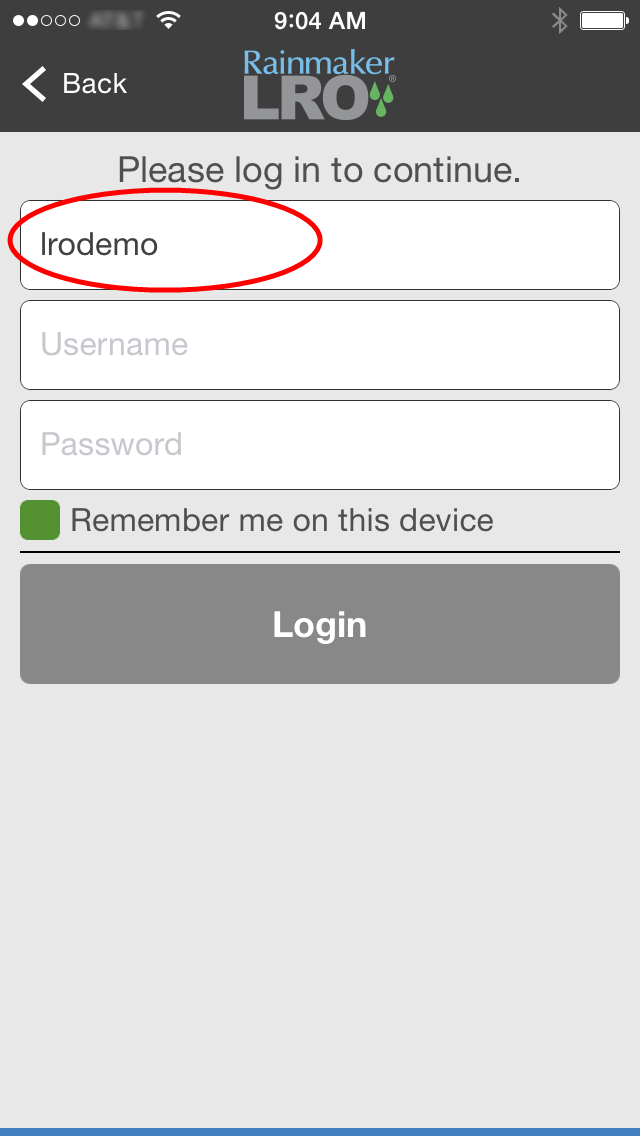 9:04 AM
Back
Rainmaker
LRO®
Please log in to continue.
lrodemo
Username
Password
Remember me on this device
Login